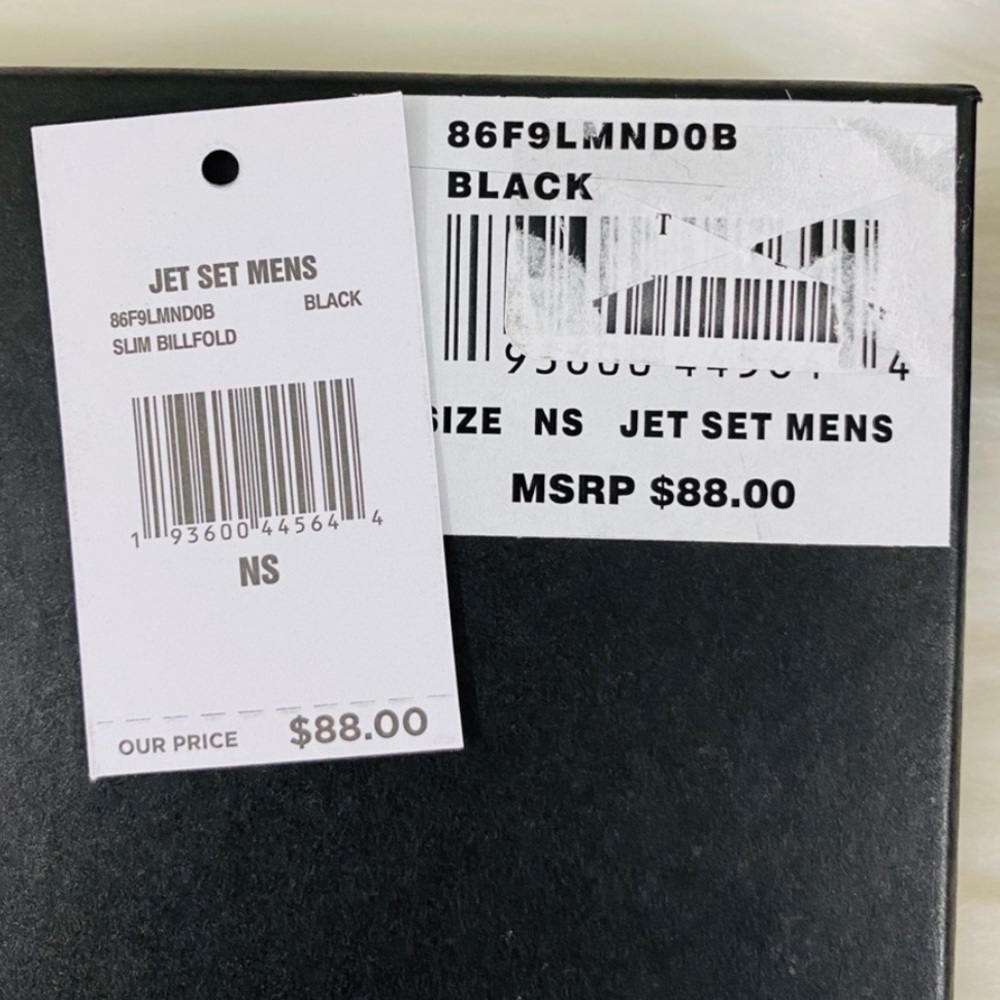 JET SET MENS
86F9LMND0B BLACK
SLIM BILLFOLD
1 93600 44564 4
NS
OUR PRICE $88.00
86F9LMND0B
BLACK
T
4
SIZE NS JET SET MENS
MSRP $88.00